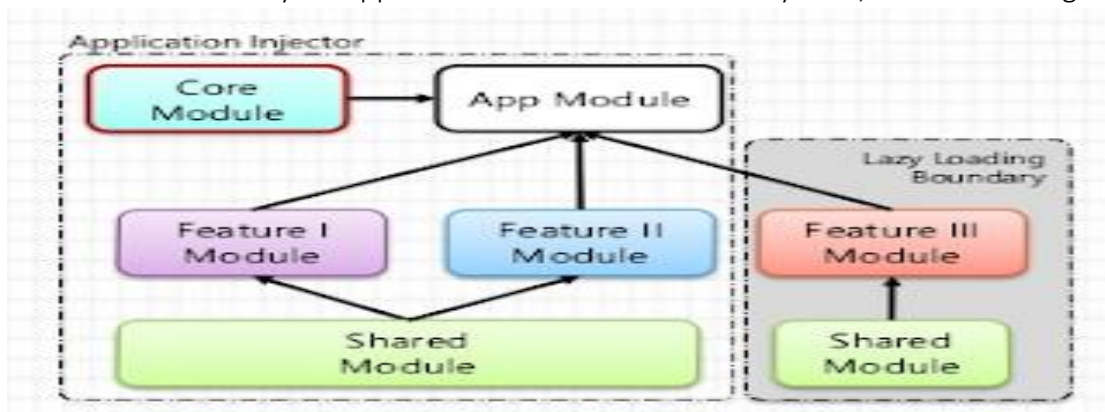 Application Injector
Core
Module
App Module
Lazy Loading
Boundary
Feature I
Module
Feature II
Module
Feature III
Module
Shared
Module
Shared
Module